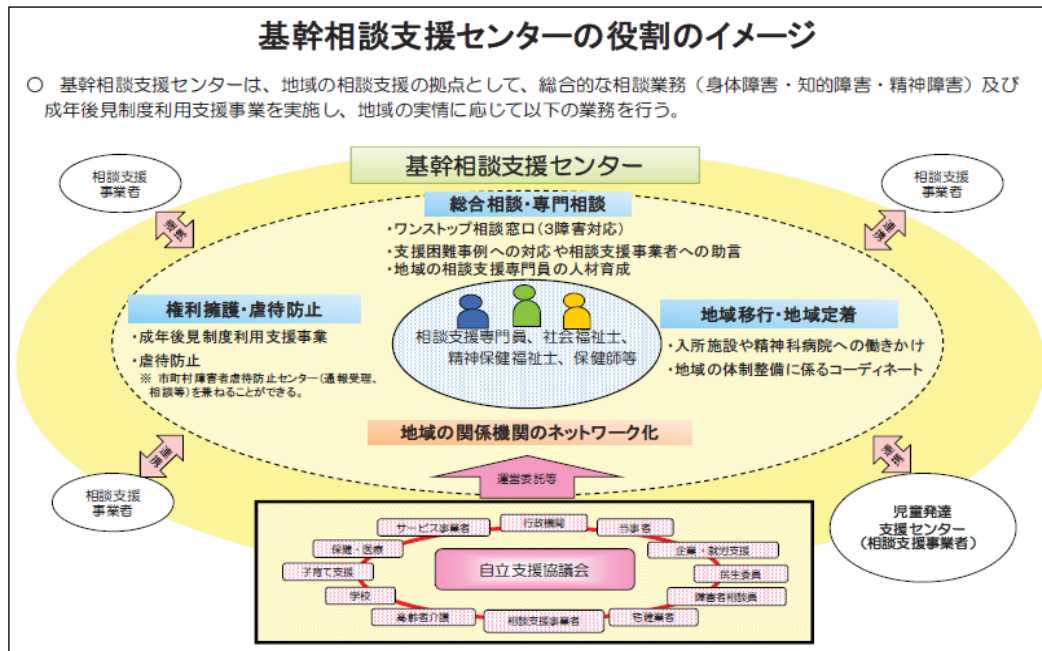 基幹相談支援センターの役割のイメージ
○ 基幹相談支援センターは、地域の相談支援の拠点として、総合的な相談業務（身体障害・知的障害・精神障害）及び
成年後見制度利用支援事業を実施し、地域の実情に応じて以下の業務を行う。
基幹相談支援センター
相談支援
事業者
連携
相談支援
事業者
連携
総合相談・専門相談
・ワンストップ相談窓口（3障害対応）
・支援困難事例への対応や相談支援事業者への助言
・地域の相談支援専門員の人材育成
権利擁護・虐待防止
・成年後見制度利用支援事業
・虐待防止
※ 市町村障害者虐待防止センター（通報受理、
相談等）を兼ねることができる。
相談支援専門員、社会福祉士、
精神保健福祉士、保健師等
地域移行・地域定着
・入所施設や精神科病院への働きかけ
・地域の体制整備に係るコーディネート
地域の関係機関のネットワーク化
連携
相談支援
事業者
運営委託等
連携
児童発達
支援センター
（相談支援事業者）
サービス事業者
行政機関
当事者
保健・医療
企業・就労支援
子育て支援
自立支援協議会
民生委員
学校
障害者相談員
高齢者介護
相談支援事業者
宅建業者